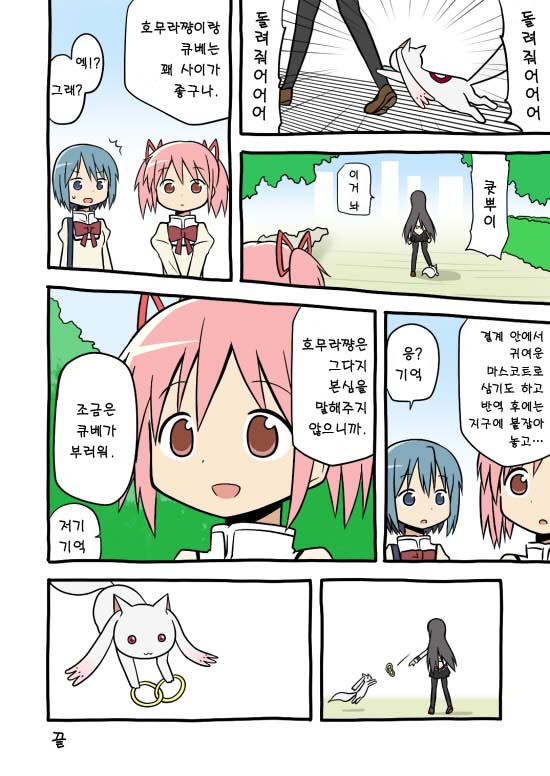 돌려줘어어어
돌려줘어어어
큣뿌이
이거
봐
호무라쨩이랑
큐베는
꽤 사이가
좋구나.
예!?
그래?
결계 안에서
귀여운
마스코트로
삼기도 하고
반역 후에는
지구에 붙잡아
놓고…
응?
기억
호무라쨩은
그다지
본심을
말해주지
않으니까.
조금은
큐베가
부러워.
저기
기억
끝